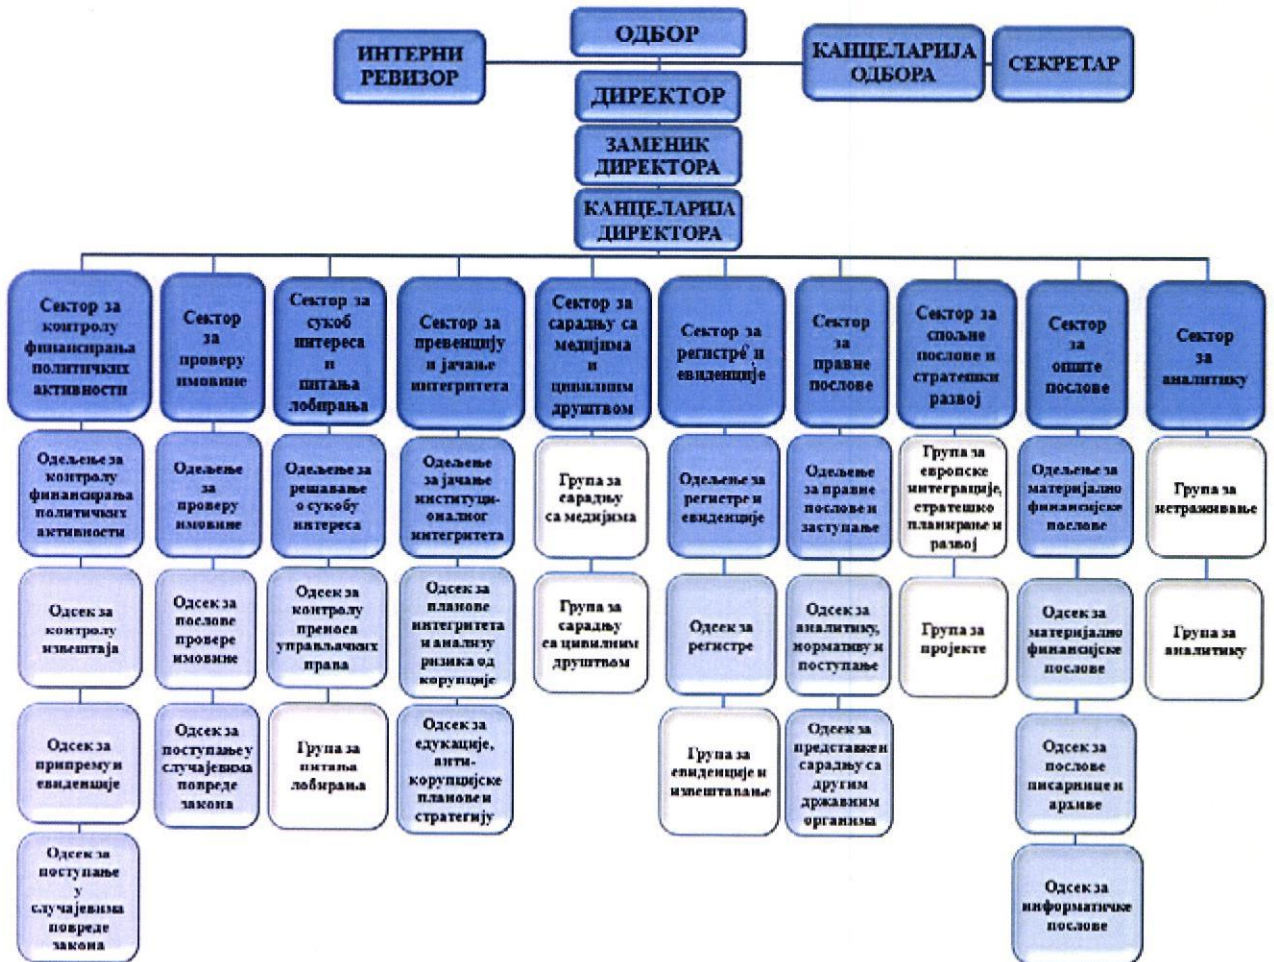 ОДБОР
ИНТЕРНИ
РЕВИЗОР
КАНЦЕЛАРИЈА
ОДБОРА
СЕКРЕТАР
ДИРЕКТОР
ЗАМЕНИК
ДИРЕКТОРА
КАНЦЕЛАРИЈА
ДИРЕКТОРА
Сектор за
контролу
финансирања
политичких
активности
Сектор
за
проверу
имовине
Сектор за
сукоб
интереса
и
питања
лобирања
Сектор за
превенцију
и јачање
интегритета
Сектор за
сарадњу са
медијима
и
цивилним
друштвом
Сектор за
регистре и
евиденције
Сектор
за
правне
послове
Сектор за
спољне
послове и
стратешки
развој
Сектор
за
опште
послове
Сектор
за
аналитику
Одељење за
контролу
финансирања
политичких
активности
Одељење
за
проверу
имовине
Одељење за
решавање
о сукобу
интереса
Одељење
за јачање
институци-
оналног
интегритета
Група за
сарадњу
са медијима
Одељење за
регистре и
евиденције
Одељење
за правне
послове и
заступање
Група за
европске
интеграције,
стратешко
планирање и
развој
Одељење за
материјално
финансијске
послове
Група за
истраживање
Одсек за
контролу
извештаја
Одсек за
послове
провере
имовине
Одсек за
контролу
преноса
управљачких
права
Одсек за
планове
интегритета
и анализу
ризика од
корупције
Група за
сарадњу
са цивилним
друштвом
Одсек за
регистре
Одсек за
аналитику,
нормативу и
поступање
Група за
пројекте
Одсек за
материјално
финансијске
послове
Група за
аналитику
Одсек за
припрему и
евиденције
Одсек за
поступање у
случајевима
повреде
закона
Група за
питања
лобирања
Одсек за
едукације,
анти-
корупцијске
планове и
стратегију
Група за
евиденције и
извештавање
Одсек за
представке и
сарадњу са
другим
државним
органима
Одсек за
послове
писарнице и
архиве
Одсек за
поступање
у
случајевима
повреде
закона
Одсек за
информатичке
послове